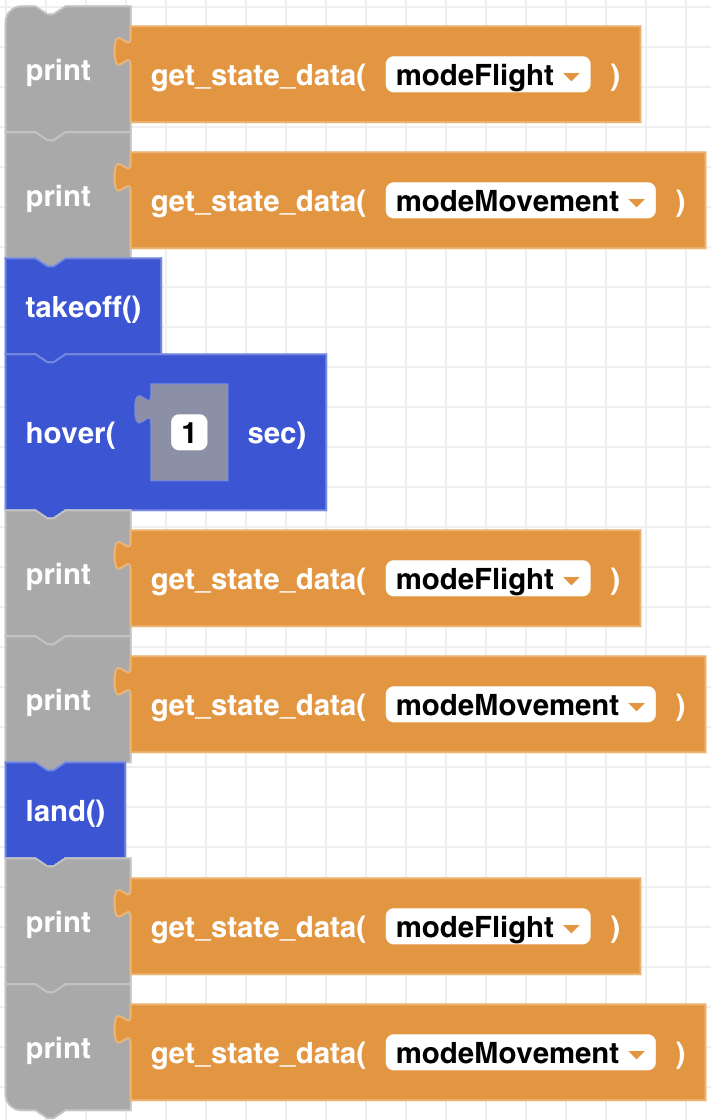 print get_state_data( modeFlight )
print get_state_data( modeMovement )
takeoff()
hover( 1 sec)
print get_state_data( modeFlight )
print get_state_data( modeMovement )
land()
print get_state_data( modeFlight )
print get_state_data( modeMovement )